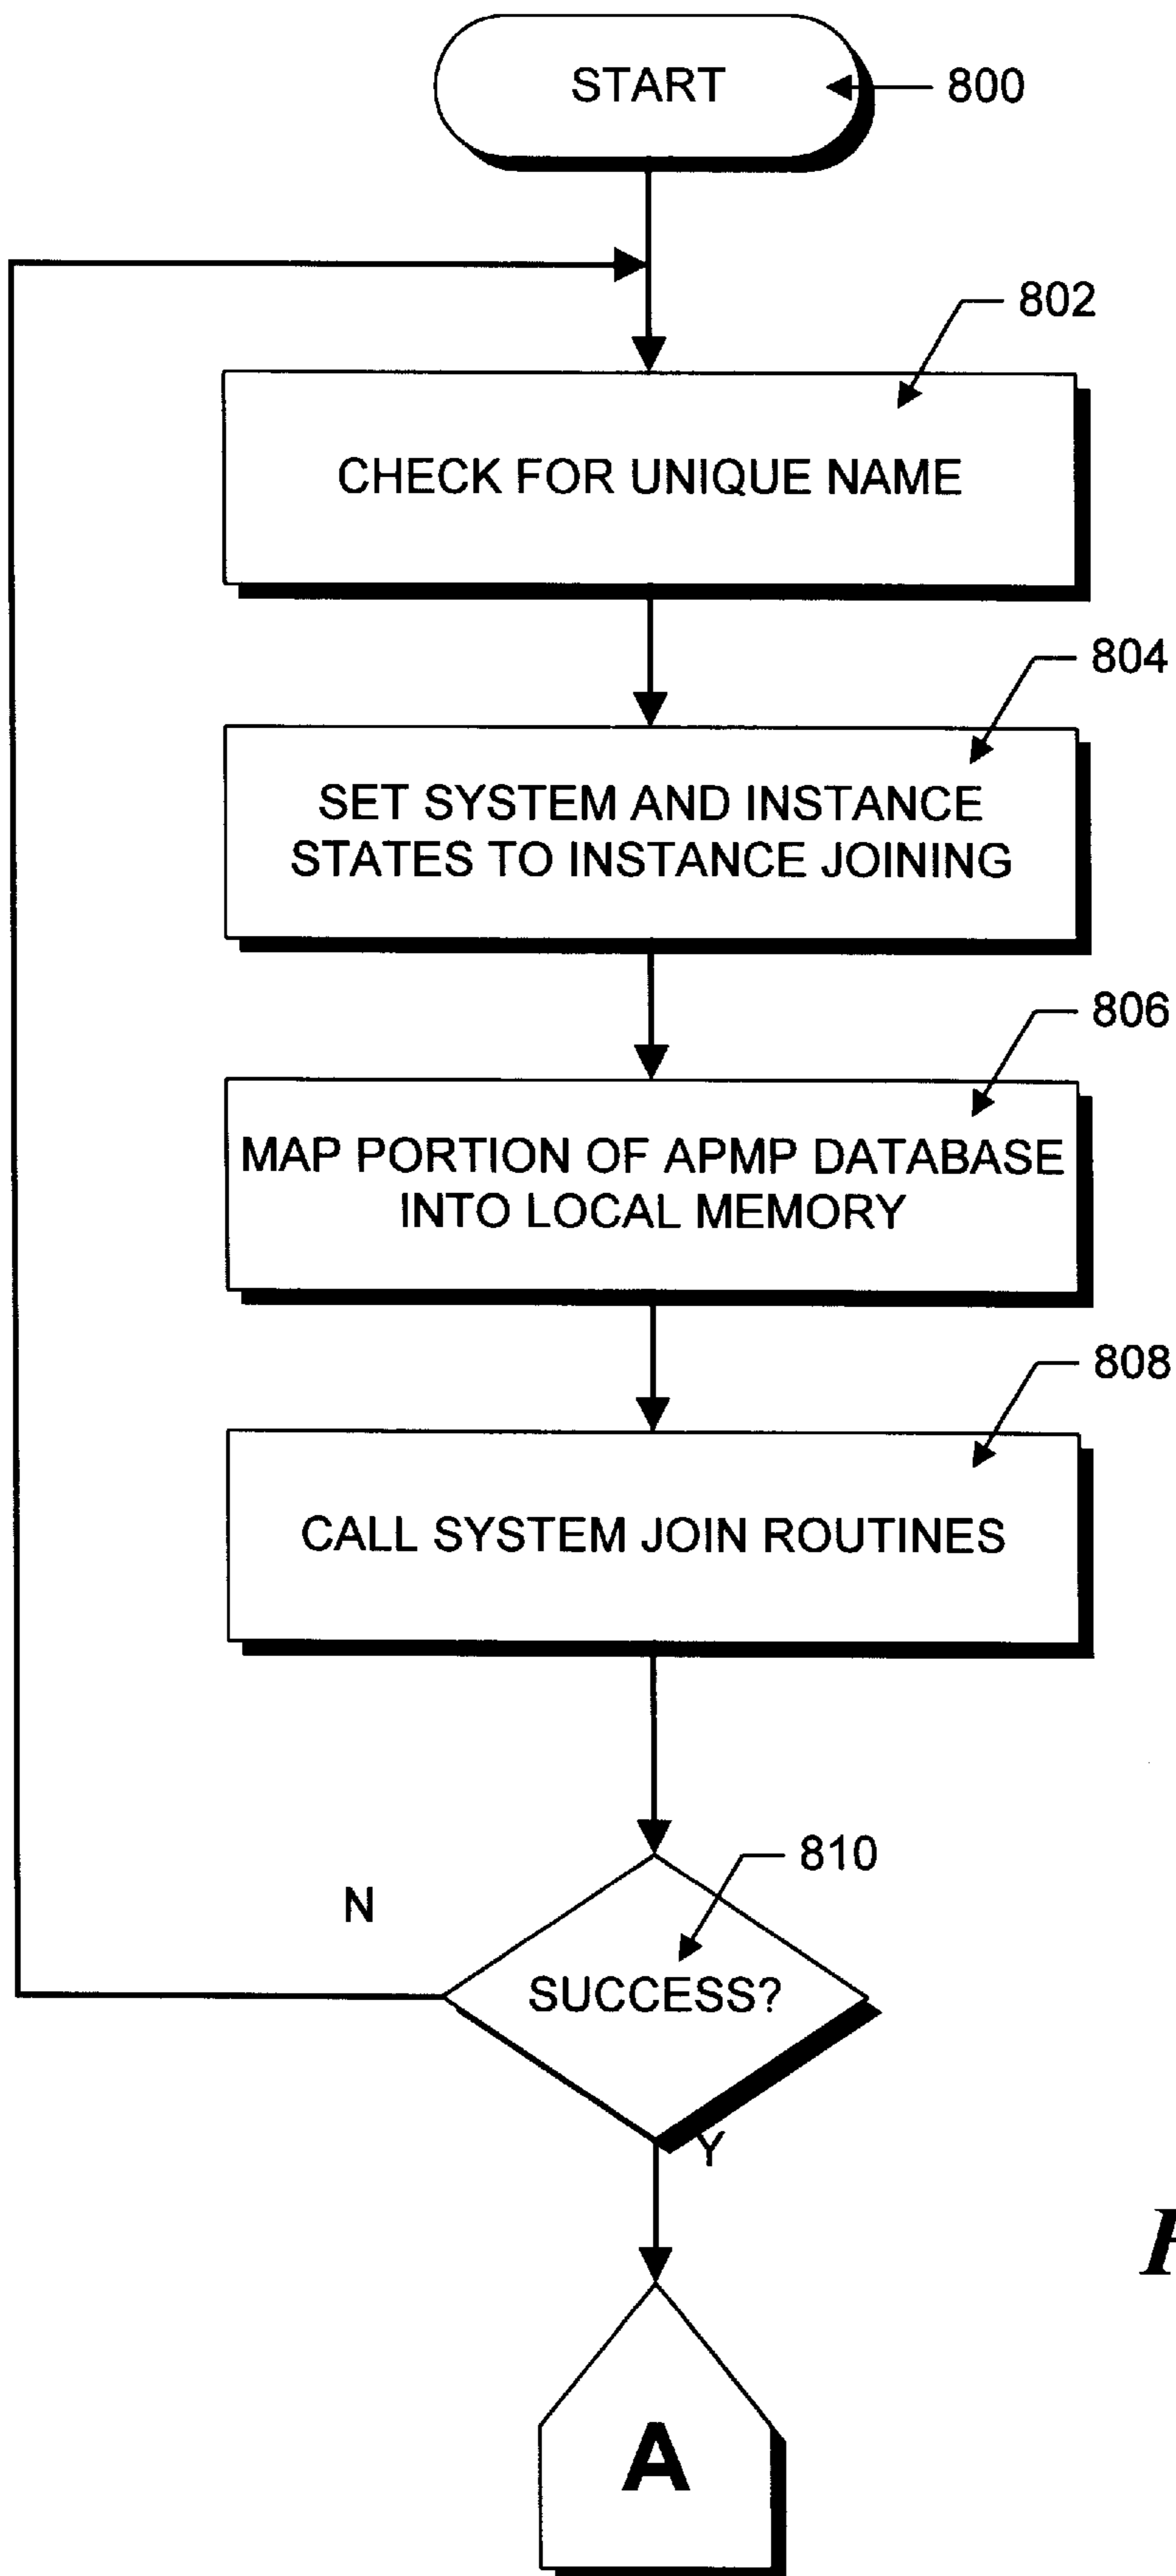 START
800
802
CHECK FOR UNIQUE NAME
804
SET SYSTEM AND INSTANCE
STATES TO INSTANCE JOINING
806
MAP PORTION OF APMP DATABASE
INTO LOCAL MEMORY
808
CALL SYSTEM JOIN ROUTINES
810
N
SUCCESS?
Y
A